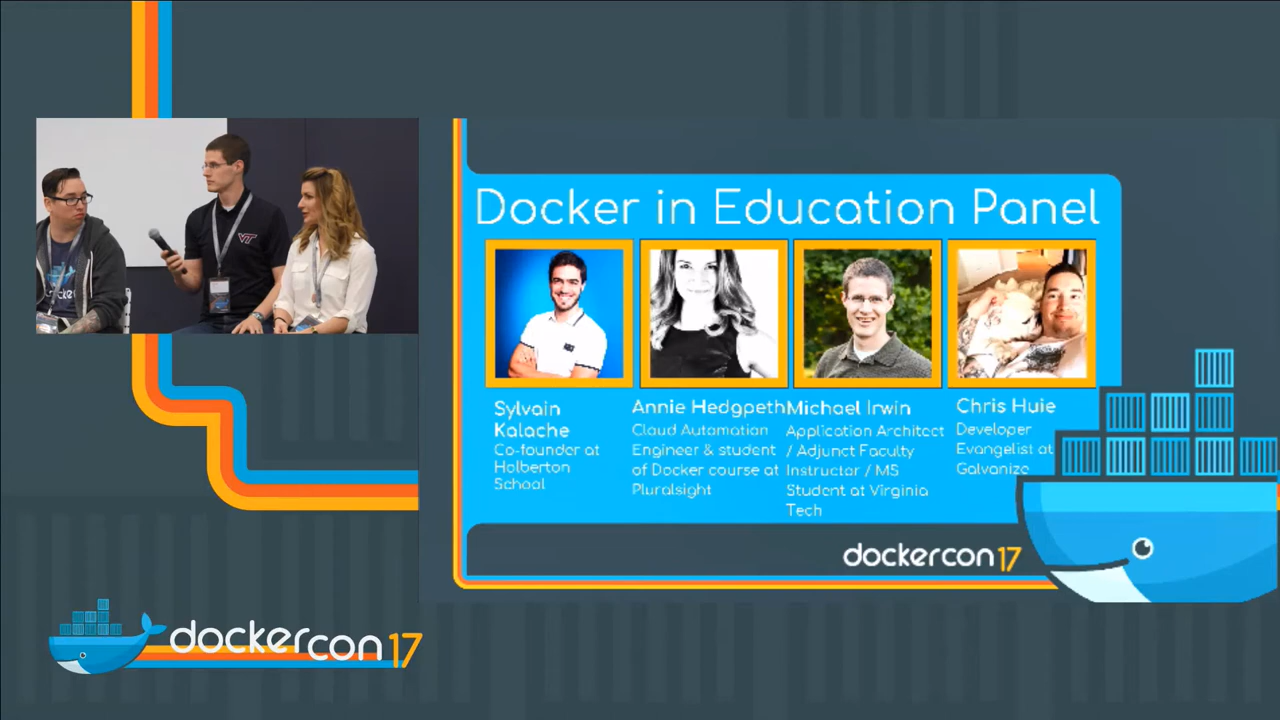 VT
docker
Docker in Education Panel
Sylvain
Kalache
Co-founder at
Holberton
School
Annie Hedgpeth
Cloud Automation
Engineer & student
of Docker course at
Pluralsight
Michael Irwin
Application Architect
/ Adjunct Faculty
Instructor / MS
Student at Virginia
Tech
Chris Huie
Developer
Evangelist at
Galvanize
dockercon17
dockercon17